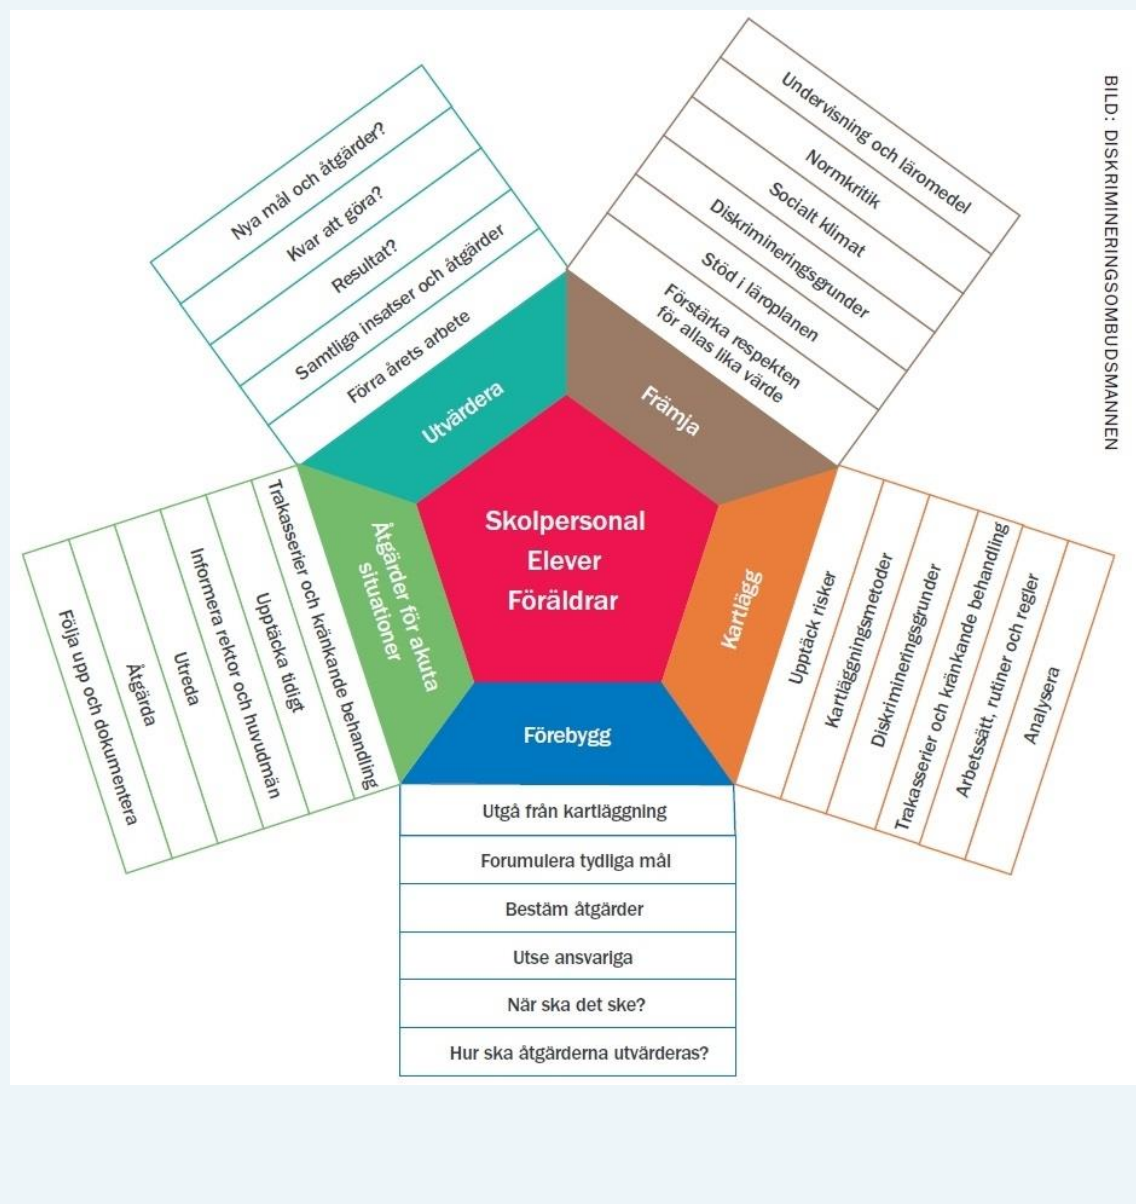 BILD: DISKRIMINERINGSOMBUDSMANNEN
Skolpersonal
Elever
Föräldrar
Främja
Undervisning och läromedel
Normkritik
Socialt klimat
Diskrimineringsgrunder
Stöd i läroplanen
Förstärka respekten
för allas lika värde
Kartlägg
Upptäck risker
Kartläggningsmetoder
Diskrimineringsgrunder
Trakasserier och kränkande behandling
Arbetssätt, rutiner och regler
Analysera
Förebygg
Utgå från kartläggning
Forumulera tydliga mål
Bestäm åtgärder
Utse ansvariga
När ska det ske?
Hur ska åtgärderna utvärderas?
Åtgärder för akuta
situationer
Trakasserier och kränkande behandling
Upptäcka tidigt
Informera rektor och huvudmän
Utreda
Åtgärda
Följa upp och dokumentera
Utvärdera
Nya mål och åtgärder?
Kvar att göra?
Resultat?
Samtliga insatser och åtgärder
Förra årets arbete